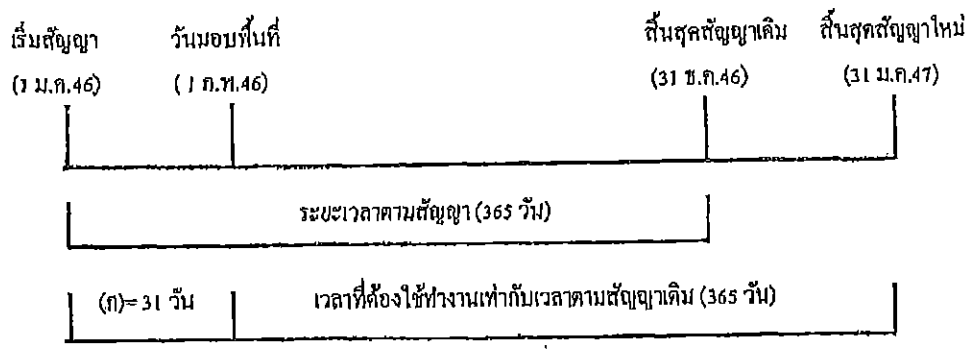 เริ่มสัญญา วันมอบพื้นที่ สิ้นสุดสัญญาเดิม สิ้นสุดสัญญาใหม่
(1 ม.ค.46) (1 ก.พ.46) (31 ธ.ค.46) (31 ม.ค.47)
ระยะเวลาตามสัญญา (365 วัน)
(ก)= 31 วัน เวลาที่ต้องใช้ทำงานเท่ากับเวลาตามสัญญาเดิม (365 วัน)